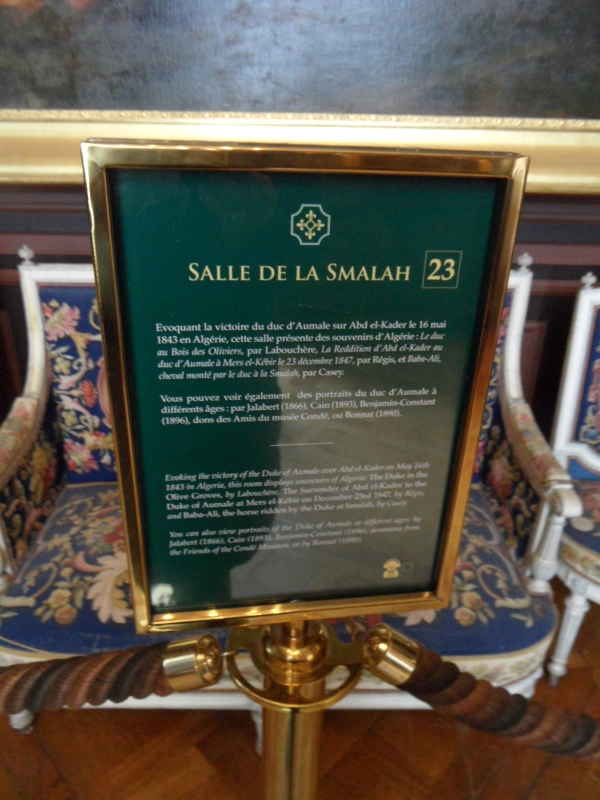 SALLE DE LA SMALAH 23
Evoquant la victoire du duc d'Aumale sur Abd el-Kader le 16 mai
1843 en Algérie, cette salle présente des souvenirs d'Algérie : Le duc
au Bois des Oliviers, par Labouchère, La Reddition d'Abd el-Kader au
duc d'Aumale à Mers el-Kébir le 23 décembre 1847, par Régis, et Baba-Ali,
cheval monté par le duc à la Smalah, par Casey.
Vous pouvez voir également des portraits du duc d'Aumale à
différents âges : par Jalabert (1866), Cain (1893), Benjamin-Constant
(1896), dons des Amis du musée Condé, ou Bonnat (1890).
Evoking the victory of the Duke of Aumale over Abd el-Kader on May 16th
1843 in Algeria, this room displays souvenirs of Algeria: The Duke in the
Olive Groves, by Labouchère, The Surrender of Abd el-Kader to the
Duke of Aumale at Mers el-Kébir on December 23rd 1947, by Régis,
and Baba-Ali, the horse ridden by the Duke at Smalah, by Casey.
You can also view portraits of the Duke of Aumale at different ages: by
Jalabert (1866), Cain (1893), Benjamin-Constant (1896), donations from
the Friends of the Condé Museum, or by Bonnat (1890)